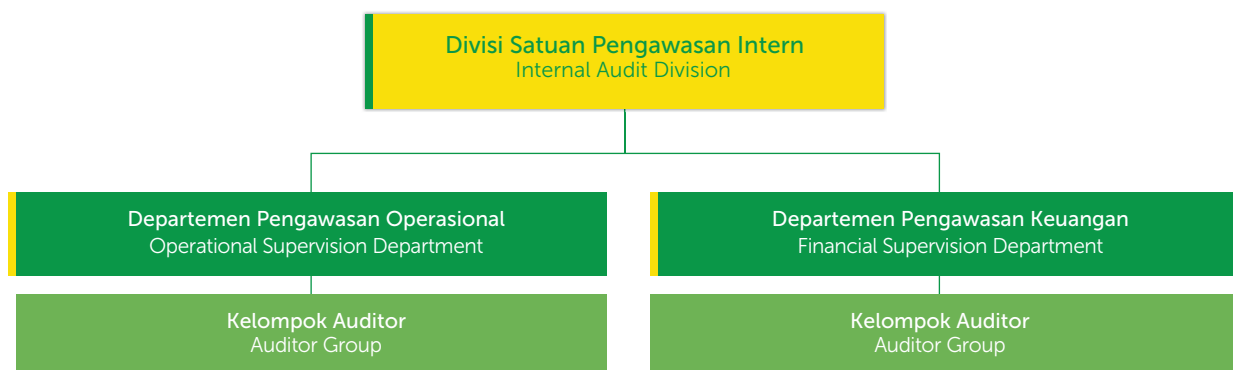 Divisi Satuan Pengawasan Intern
Internal Audit Division
Departemen Pengawasan Operasional
Operational Supervision Department
Departemen Pengawasan Keuangan
Financial Supervision Department
Kelompok Auditor
Auditor Group
Kelompok Auditor
Auditor Group